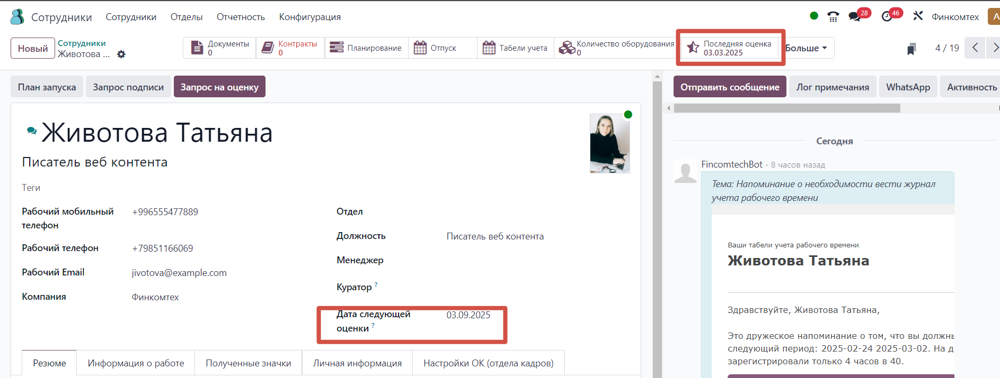 Сотрудники Сотрудники Отделы Отчетность Конфигурация 28 46 Финкомтех A
Новый Сотрудники
Животова ...
Документы 0 Контракты 0 Планирование Отпуск Табели учета Количество оборудования 0 Последняя оценка 03.03.2025 Больше 4 / 19
План запуска Запрос подписи Запрос на оценку Отправить сообщение Лог примечания WhatsApp Активность
Животова Татьяна
Писатель веб контента
Теги
Рабочий мобильный телефон +996555477889
Рабочий телефон +79851166069
Рабочий Email jivotova@example.com
Компания Финкомтех
Отдел
Должность Писатель веб контента
Менеджер
Куратор ?
Дата следующей оценки ? 03.09.2025
Резюме Информация о работе Полученные значки Личная информация Настройки ОК (отдела кадров)
Сегодня
FincomtechBot - 8 часов назад
Тема: Напоминание о необходимости вести журнал
учета рабочего времени
Ваши табели учета рабочего времени
Животова Татьяна
Здравствуйте, Животова Татьяна,
Это дружеское напоминание о том, что вы должны
следующий период: 2025-02-24 2025-03-02. На д
зарегистрировали только 4 часов в 40.